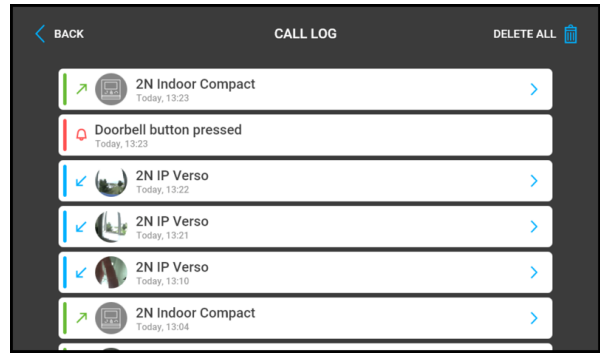 BACK
CALL LOG
DELETE ALL
2N Indoor Compact
Today, 13:23
Doorbell button pressed
Today, 13:23
2N IP Verso
Today, 13:22
2N IP Verso
Today, 13:21
2N IP Verso
Today, 13:10
2N Indoor Compact
Today, 13:04